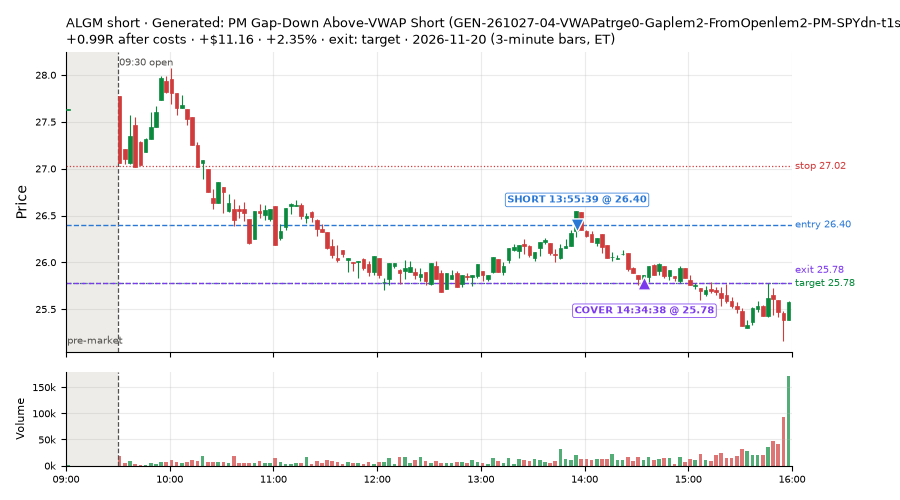 ALGM short · Generated: PM Gap-Down Above-VWAP Short (GEN-261027-04-VWAPatrge0-Gaplem2-FromOpenlem2-PM-SPYdn-t1s
+0.99R after costs · +$11.16 · +2.35% · exit: target · 2026-11-20 (3-minute bars, ET)
09:30 open
28.0
27.5
27.0
26.5
26.0
25.5
Price
stop 27.02
SHORT 13:55:39 @ 26.40
entry 26.40
exit 25.78
target 25.78
COVER 14:34:38 @ 25.78
pre-market
150k
100k
50k
0k
Volume
09:00
10:00
11:00
12:00
13:00
14:00
15:00
16:00